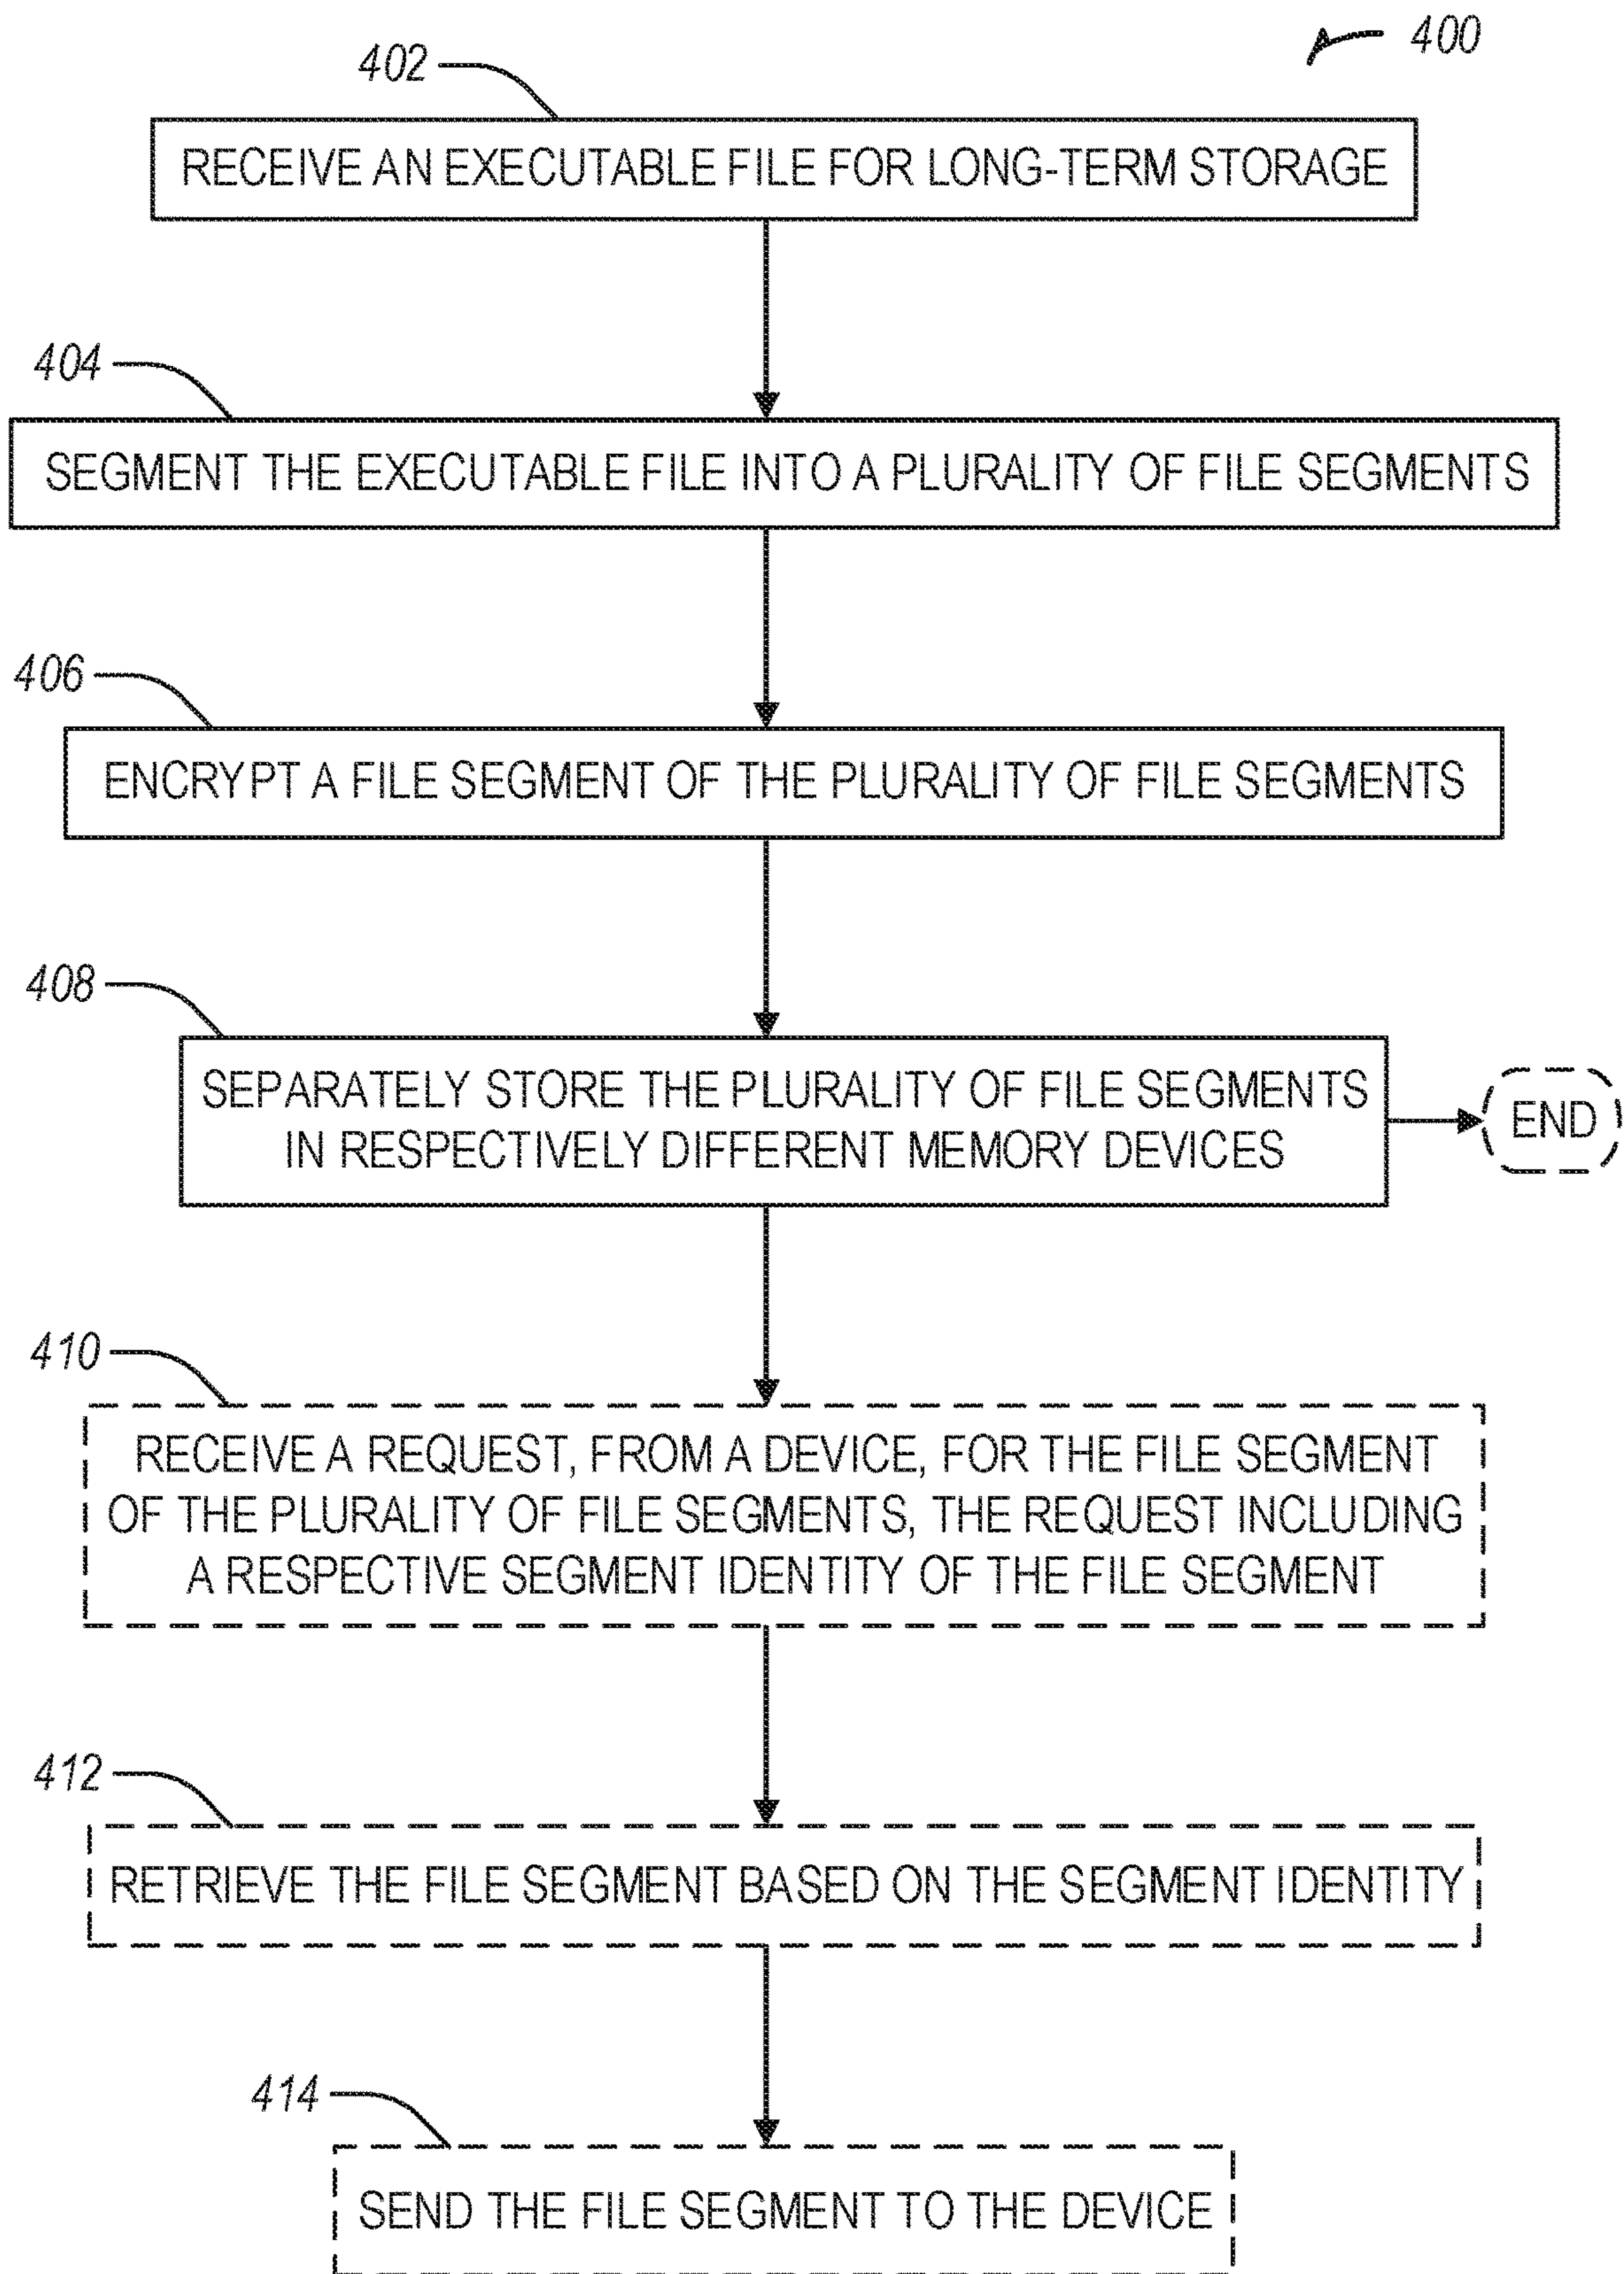 400
402
RECEIVE AN EXECUTABLE FILE FOR LONG-TERM STORAGE
404
SEGMENT THE EXECUTABLE FILE INTO A PLURALITY OF FILE SEGMENTS
406
ENCRYPT A FILE SEGMENT OF THE PLURALITY OF FILE SEGMENTS
408
SEPARATELY STORE THE PLURALITY OF FILE SEGMENTS
IN RESPECTIVELY DIFFERENT MEMORY DEVICES
END
410
RECEIVE A REQUEST, FROM A DEVICE, FOR THE FILE SEGMENT
OF THE PLURALITY OF FILE SEGMENTS, THE REQUEST INCLUDING
A RESPECTIVE SEGMENT IDENTITY OF THE FILE SEGMENT
412
RETRIEVE THE FILE SEGMENT BASED ON THE SEGMENT IDENTITY
414
SEND THE FILE SEGMENT TO THE DEVICE